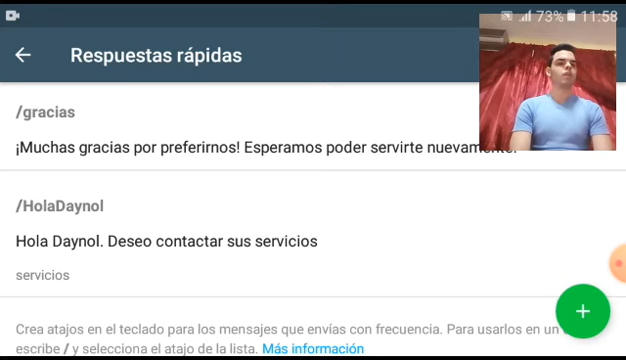 73% 11:58
Respuestas rápidas
/gracias
¡Muchas gracias por preferirnos! Esperamos poder servirte nuevamente.
/HolaDaynol
Hola Daynol. Deseo contactar sus servicios
servicios
Crea atajos en el teclado para los mensajes que envías con frecuencia. Para usarlos en un
escribe / y selecciona el atajo de la lista. Más información